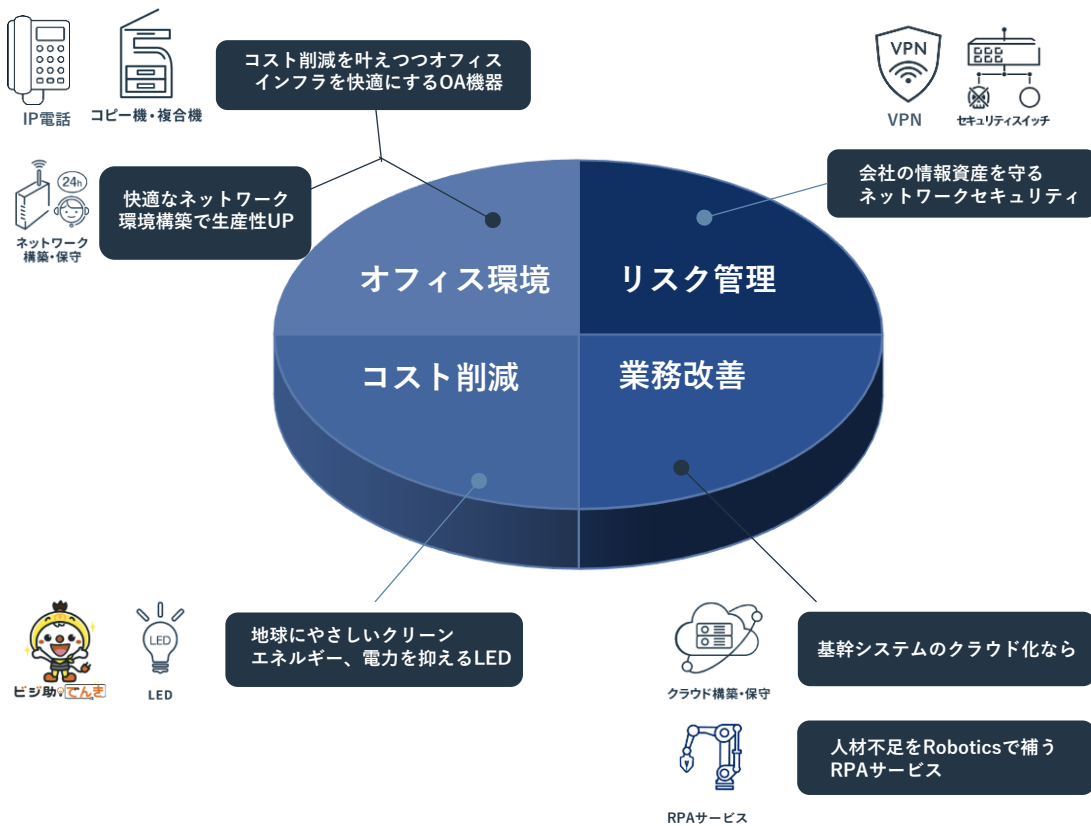 IP電話
コピー機・複合機
コスト削減を叶えつつオフィス
インフラを快適にするOA機器
VPN
VPN
セキュリティスイッチ
24h
ネットワーク
構築・保守
快適なネットワーク
環境構築で生産性UP
会社の情報資産を守る
ネットワークセキュリティ
オフィス環境
リスク管理
コスト削減
業務改善
ビジ助でんき
LED
LED
地球にやさしいクリーン
エネルギー、電力を抑えるLED
クラウド構築・保守
基幹システムのクラウド化なら
RPAサービス
人材不足をRoboticsで補う
RPAサービス